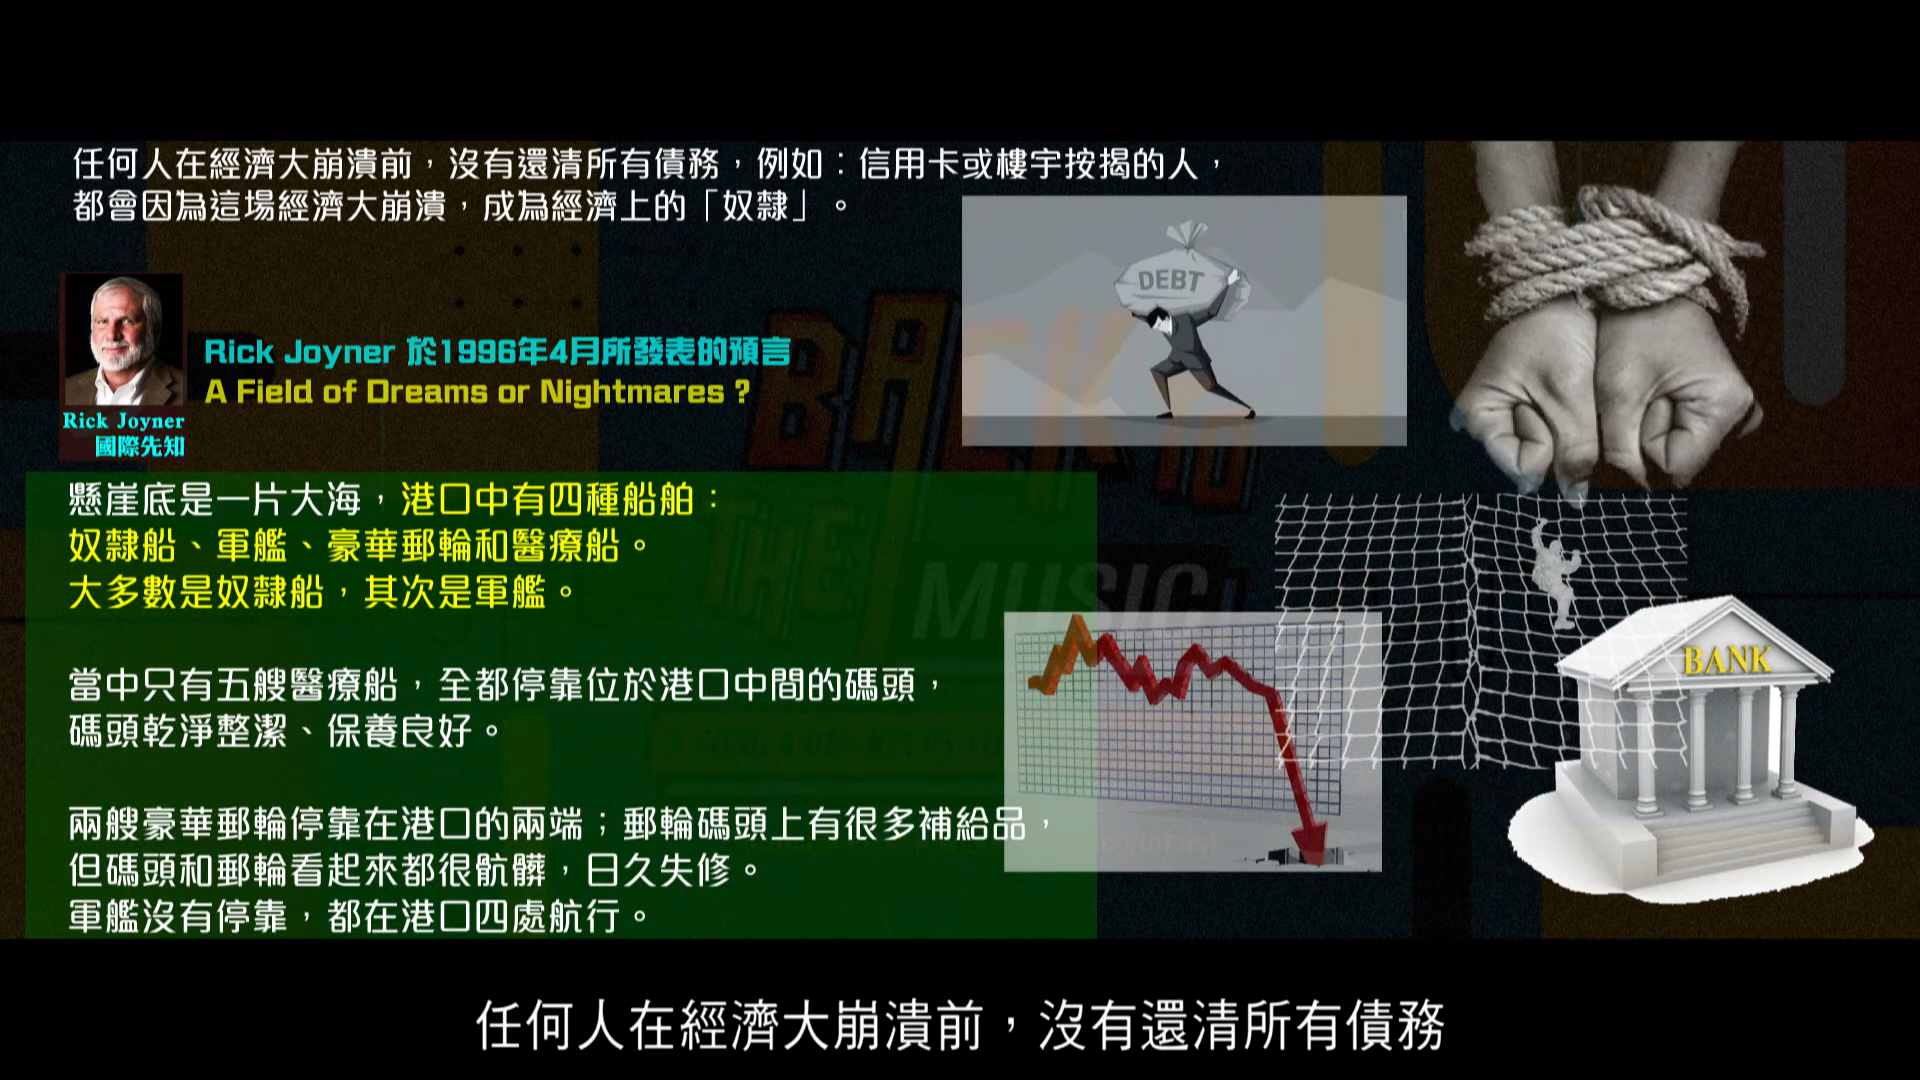 任何人在經濟大崩潰前，沒有還清所有債務，例如：信用卡或樓宇按揭的人，
都會因為這場經濟大崩潰，成為經濟上的「奴隸」。
DEBT
Rick Joyner 於1996年4月所發表的預言
A Field of Dreams or Nightmares ?
Rick Joyner
國際先知
BACK TO
THE
MUSIC
懸崖底是一片大海，港口中有四種船舶：
奴隸船、軍艦、豪華郵輪和醫療船。
大多數是奴隸船，其次是軍艦。
當中只有五艘醫療船，全都停靠位於港口中間的碼頭，
碼頭乾淨整潔、保養良好。
兩艘豪華郵輪停靠在港口的兩端；郵輪碼頭上有很多補給品，
但碼頭和郵輪看起來都很骯髒，日久失修。
軍艦沒有停靠，都在港口四處航行。
BANK
任何人在經濟大崩潰前，沒有還清所有債務